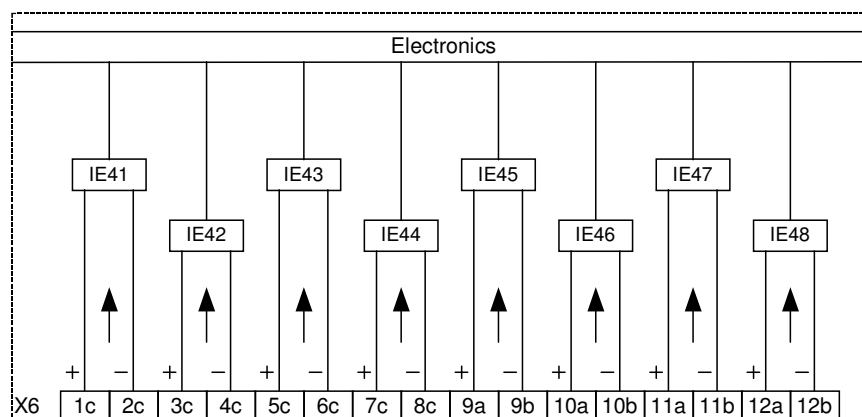 Electronics
IE41 IE43 IE45 IE47
IE42 IE44 IE46 IE48
+ − + − + − + − + − + − + − + −
X6 1c 2c 3c 4c 5c 6c 7c 8c 9a 9b 10a 10b 11a 11b 12a 12b